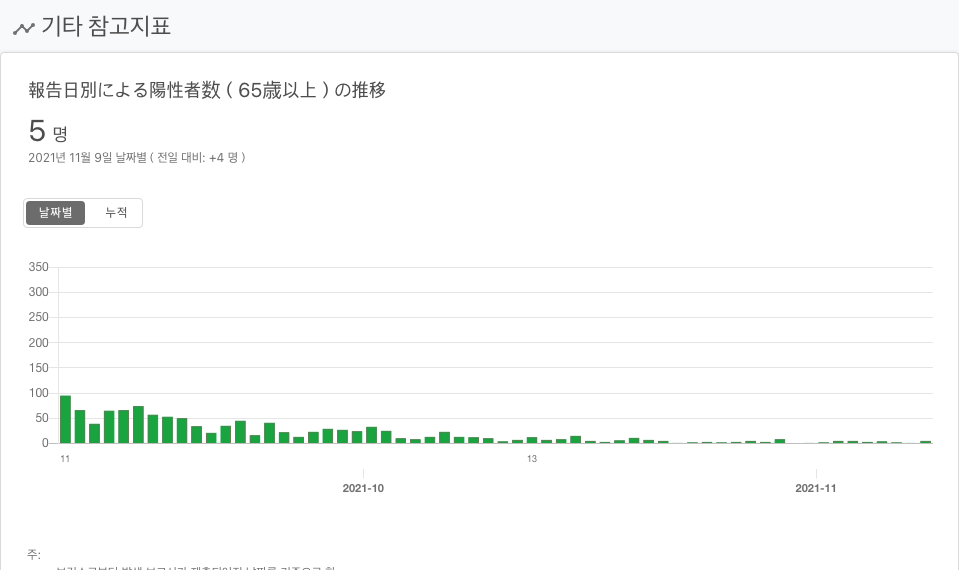 기타 참고지표
報告日別による陽性者数 ( 65歳以上 ) の推移
5 명
2021년 11월 9일 날짜별 ( 전일 대비: +4 명 )
날짜별 누적
350
300
250
200
150
100
50
0
11 13
2021-10 2021-11
주: